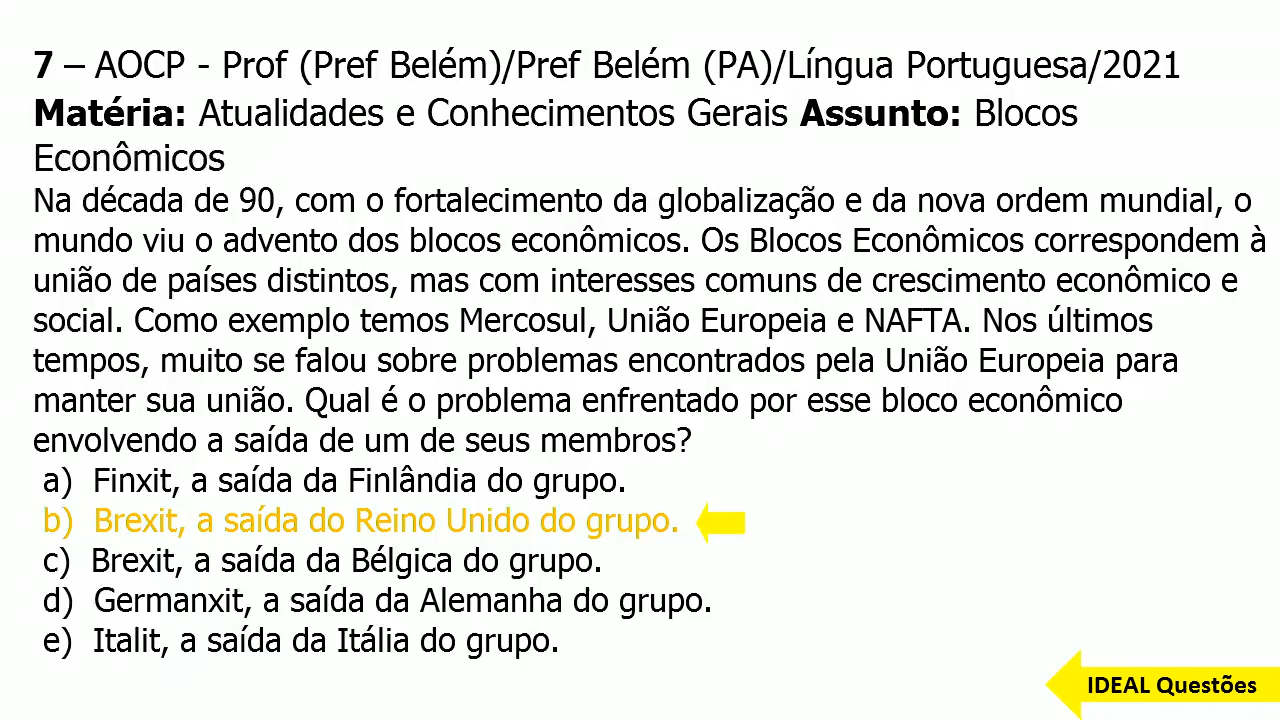 7 – AOCP - Prof (Pref Belém)/Pref Belém (PA)/Língua Portuguesa/2021
Matéria: Atualidades e Conhecimentos Gerais Assunto: Blocos
Econômicos
Na década de 90, com o fortalecimento da globalização e da nova ordem mundial, o
mundo viu o advento dos blocos econômicos. Os Blocos Econômicos correspondem à
união de países distintos, mas com interesses comuns de crescimento econômico e
social. Como exemplo temos Mercosul, União Europeia e NAFTA. Nos últimos
tempos, muito se falou sobre problemas encontrados pela União Europeia para
manter sua união. Qual é o problema enfrentado por esse bloco econômico
envolvendo a saída de um de seus membros?
a) Finxit, a saída da Finlândia do grupo.
b) Brexit, a saída do Reino Unido do grupo.
c) Brexit, a saída da Bélgica do grupo.
d) Germanxit, a saída da Alemanha do grupo.
e) Italit, a saída da Itália do grupo.
IDEAL Questões